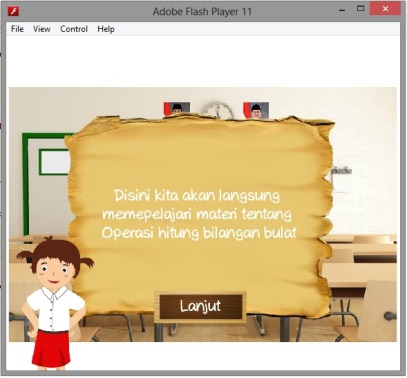 Adobe Flash Player 11
File View Control Help
Disini kita akan langsung
memepelajari materi tentang
Operasi hitung bilangan bulat
Lanjut